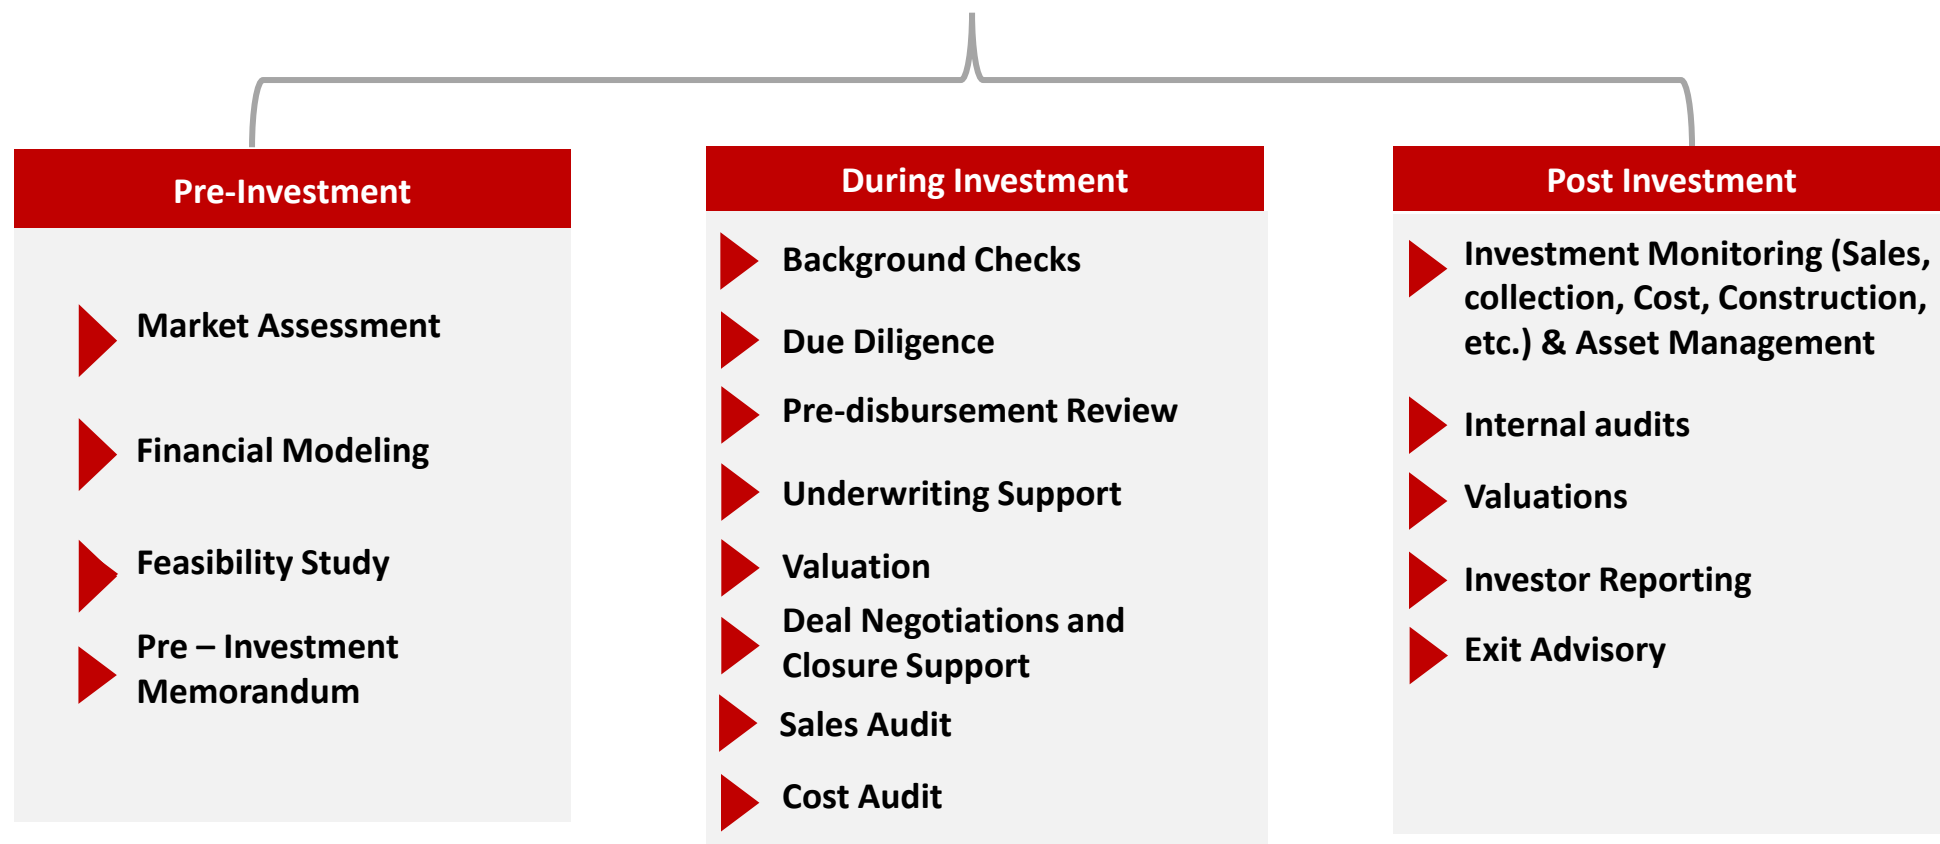 Pre-Investment
Market Assessment
Financial Modeling
Feasibility Study
Pre – Investment
Memorandum
During Investment
Background Checks
Due Diligence
Pre-disbursement Review
Underwriting Support
Valuation
Deal Negotiations and
Closure Support
Sales Audit
Cost Audit
Post Investment
Investment Monitoring (Sales,
collection, Cost, Construction,
etc.) & Asset Management
Internal audits
Valuations
Investor Reporting
Exit Advisory